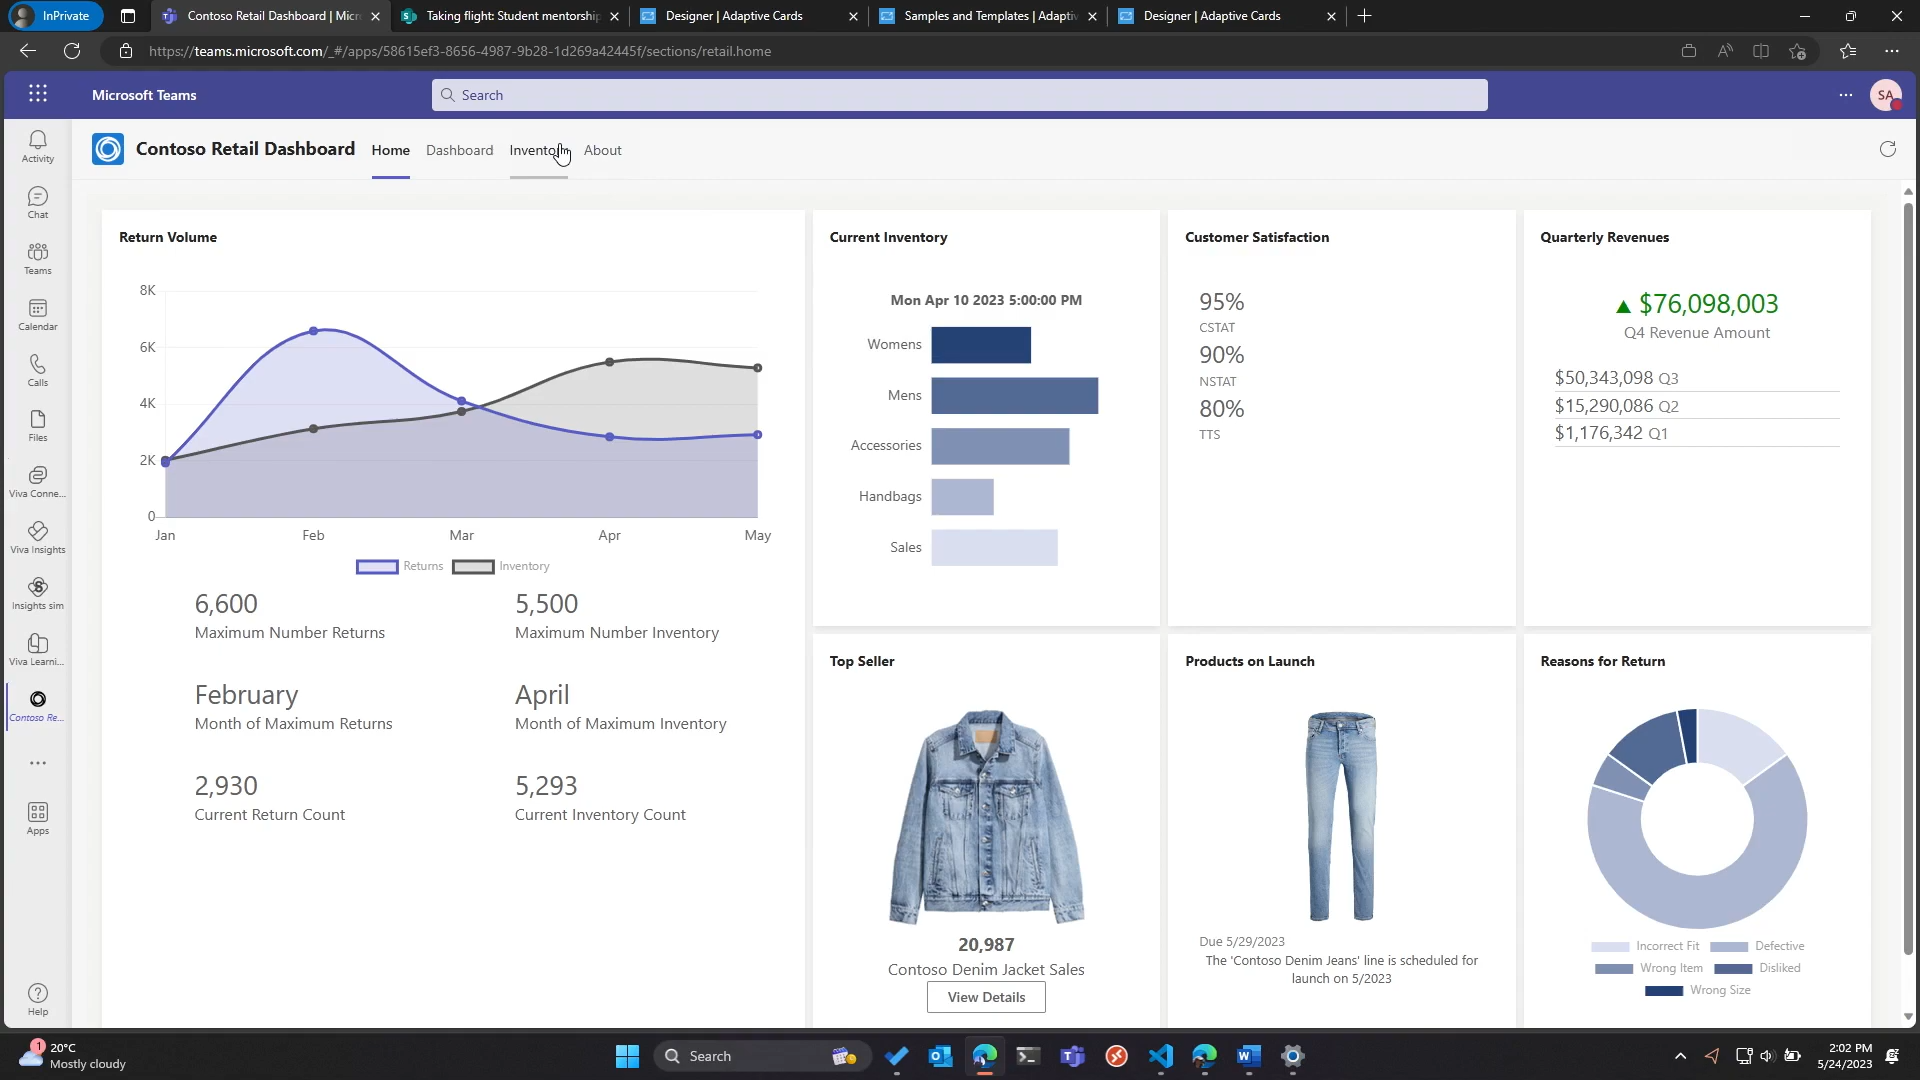 InPrivate
Contoso Retail Dashboard | Micr
Taking flight: Student mentorship
Designer | Adaptive Cards
Samples and Templates | Adaptiv
Designer | Adaptive Cards
https://teams.microsoft.com/_#/apps/58615ef3-8656-4987-9b28-1d269a42445f/sections/retail.home
Microsoft Teams
Search
SA
Activity
Chat
Teams
Calendar
Calls
Files
Viva Conne...
Viva Insights
Insights sim
Viva Learni...
Contoso Re...
Apps
Help
Contoso Retail Dashboard
Home
Dashboard
Inventory
About
Return Volume
8K
6K
4K
2K
0
Jan
Feb
Mar
Apr
May
Returns
Inventory
6,600
Maximum Number Returns
5,500
Maximum Number Inventory
February
Month of Maximum Returns
April
Month of Maximum Inventory
2,930
Current Return Count
5,293
Current Inventory Count
Current Inventory
Mon Apr 10 2023 5:00:00 PM
Womens
Mens
Accessories
Handbags
Sales
Customer Satisfaction
95%
CSTAT
90%
NSTAT
80%
TTS
Quarterly Revenues
▲ $76,098,003
Q4 Revenue Amount
$50,343,098 Q3
$15,290,086 Q2
$1,176,342 Q1
Top Seller
20,987
Contoso Denim Jacket Sales
View Details
Products on Launch
Due 5/29/2023
The 'Contoso Denim Jeans' line is scheduled for
launch on 5/2023
Reasons for Return
Incorrect Fit
Defective
Wrong Item
Disliked
Wrong Size
1
20°C
Mostly cloudy
Search
2:02 PM
5/24/2023